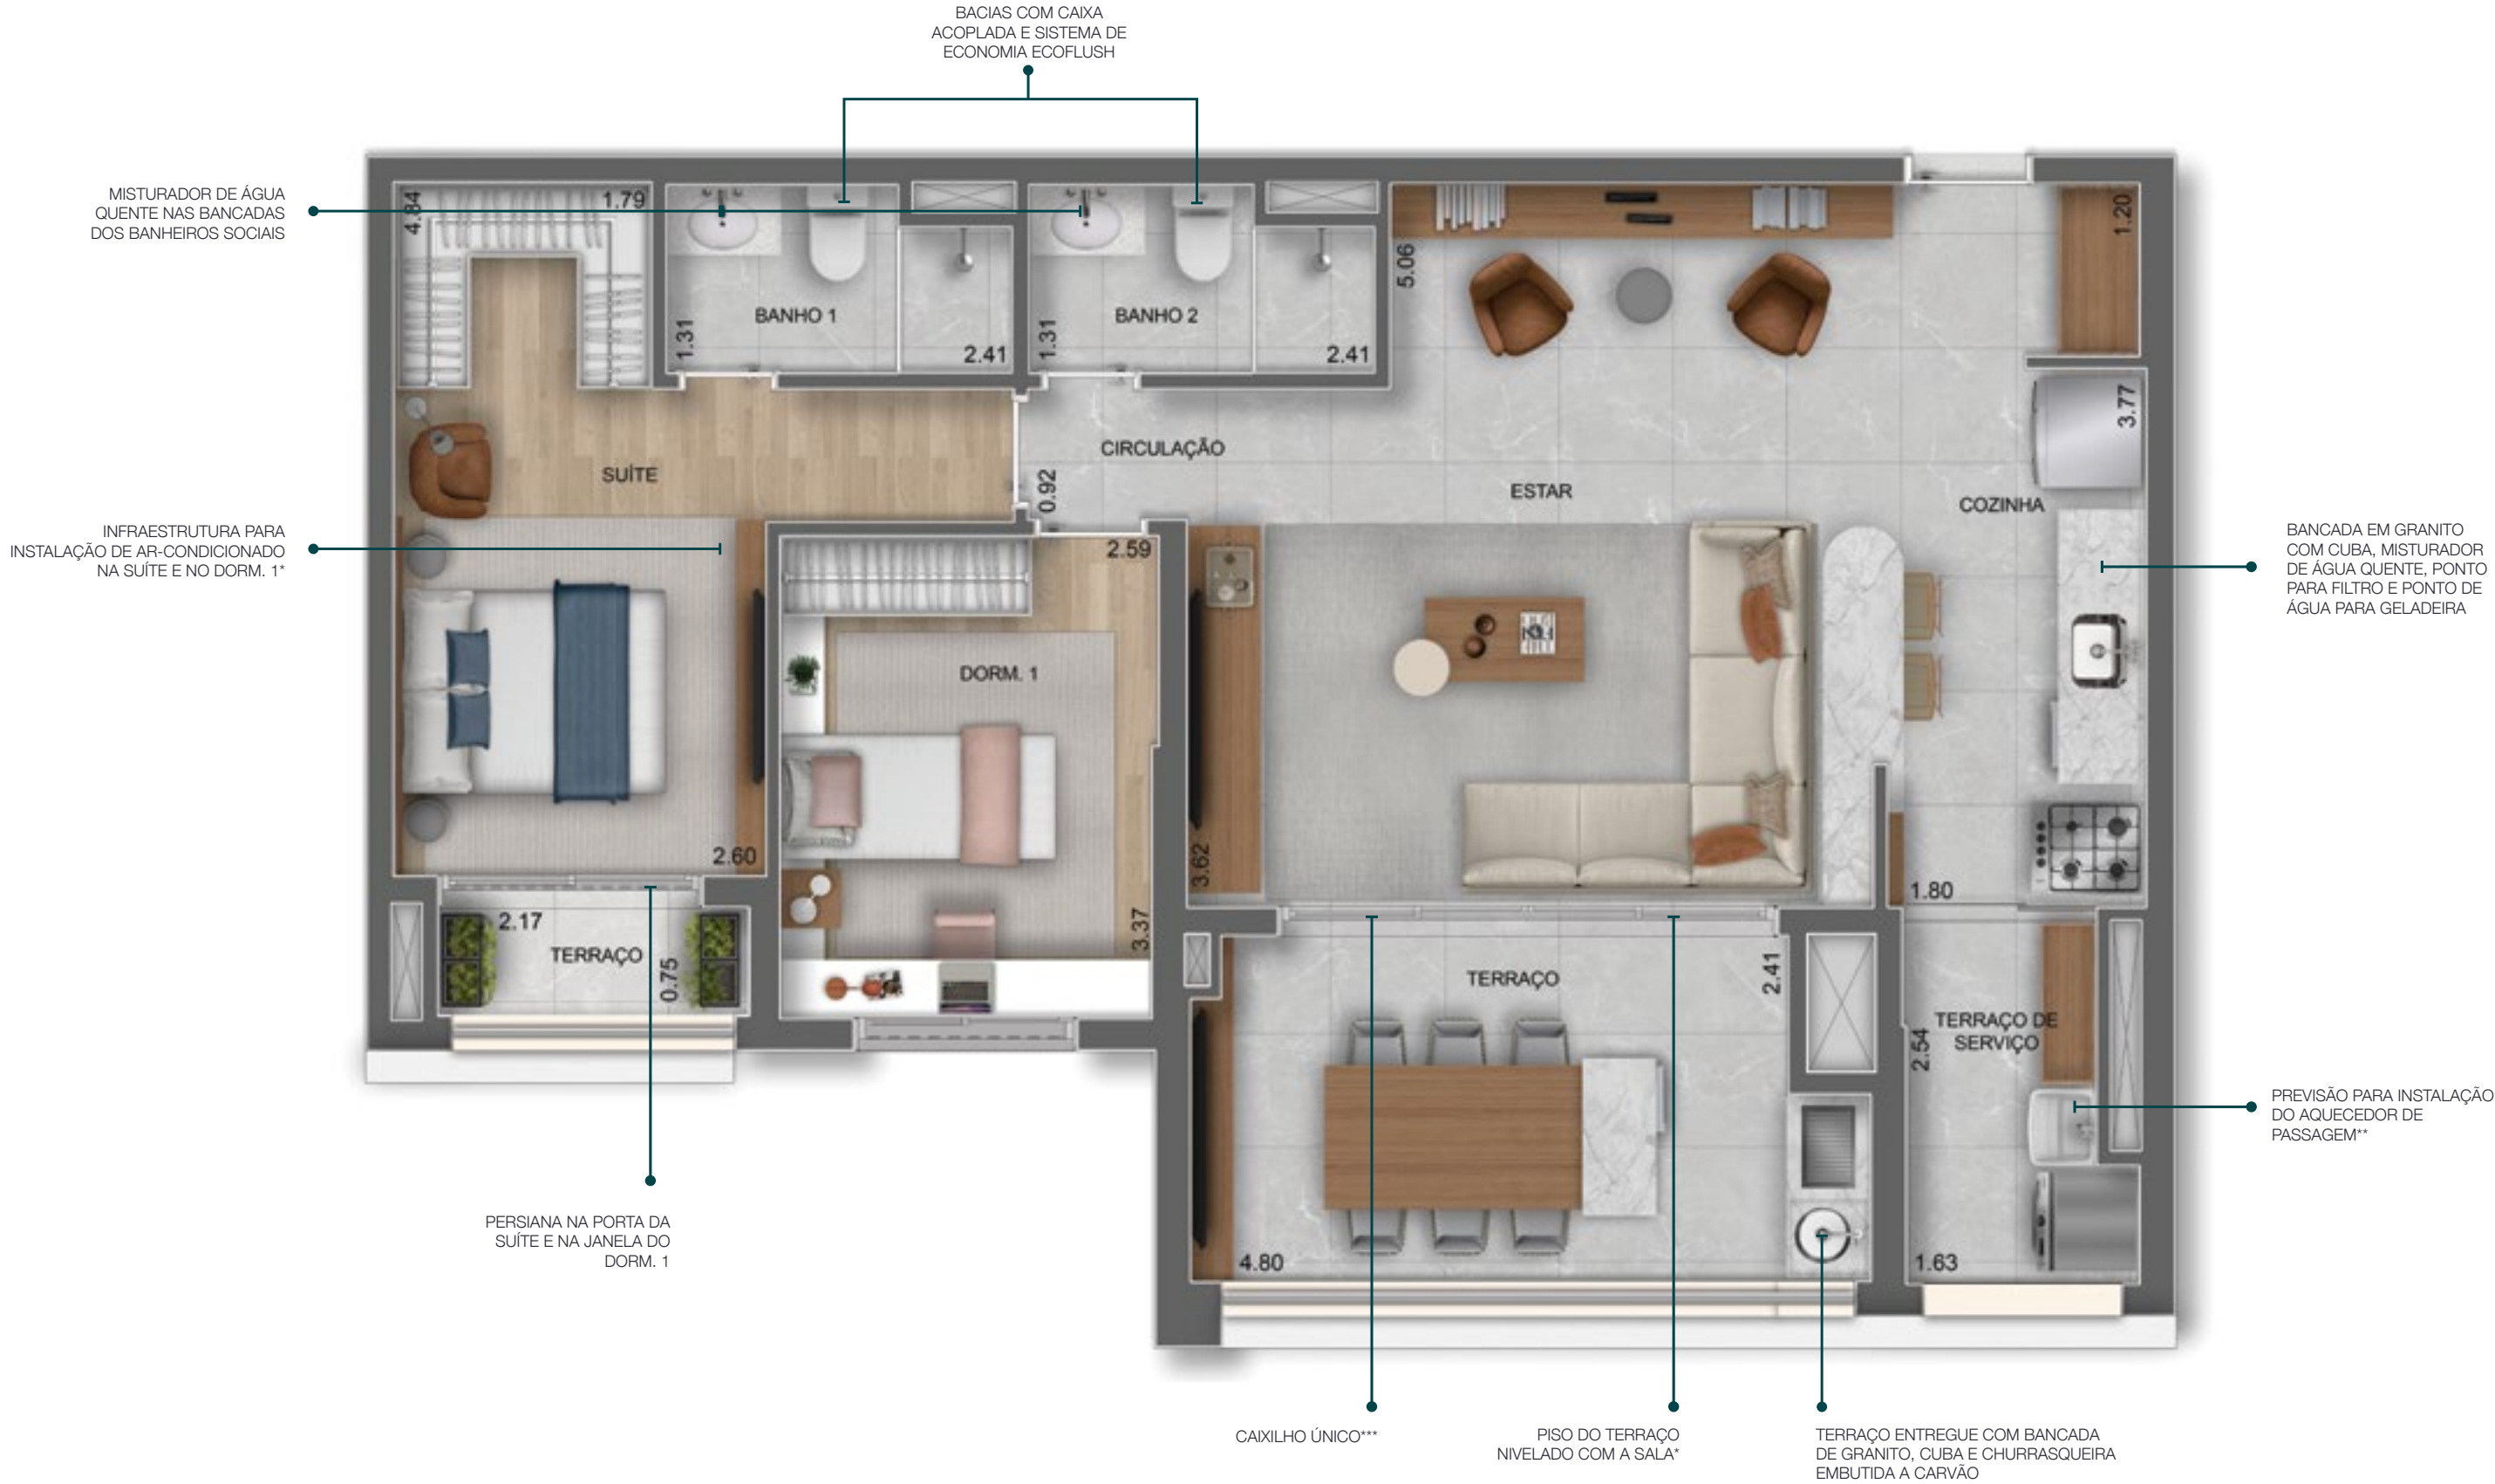 BACIAS COM CAIXA
ACOPLADA E SISTEMA DE
ECONOMIA ECOFLUSH
MISTURADOR DE ÁGUA
QUENTE NAS BANCADAS
DOS BANHEIROS SOCIAIS
4.84
1.79
1.31
BANHO 1
2.41
1.31
BANHO 2
2.41
5.06
1.20
3.77
CIRCULAÇÃO
SUÍTE
0.92
ESTAR
COZINHA
INFRAESTRUTURA PARA
INSTALAÇÃO DE AR-CONDICIONADO
NA SUÍTE E NO DORM. 1*
2.59
BANCADA EM GRANITO
COM CUBA, MISTURADOR
DE ÁGUA QUENTE, PONTO
PARA FILTRO E PONTO DE
ÁGUA PARA GELADEIRA
DORM. 1
2.60
3.62
1.80
2.17
TERRAÇO
0.75
3.37
TERRAÇO
2.41
TERRAÇO DE
SERVIÇO
2.54
PREVISÃO PARA INSTALAÇÃO
DO AQUECEDOR DE
PASSAGEM**
PERSIANA NA PORTA DA
SUÍTE E NA JANELA DO
DORM. 1
4.80
1.63
CAIXILHO ÚNICO***
PISO DO TERRAÇO
NIVELADO COM A SALA*
TERRAÇO ENTREGUE COM BANCADA
DE GRANITO, CUBA E CHURRASQUEIRA
EMBUTIDA A CARVÃO